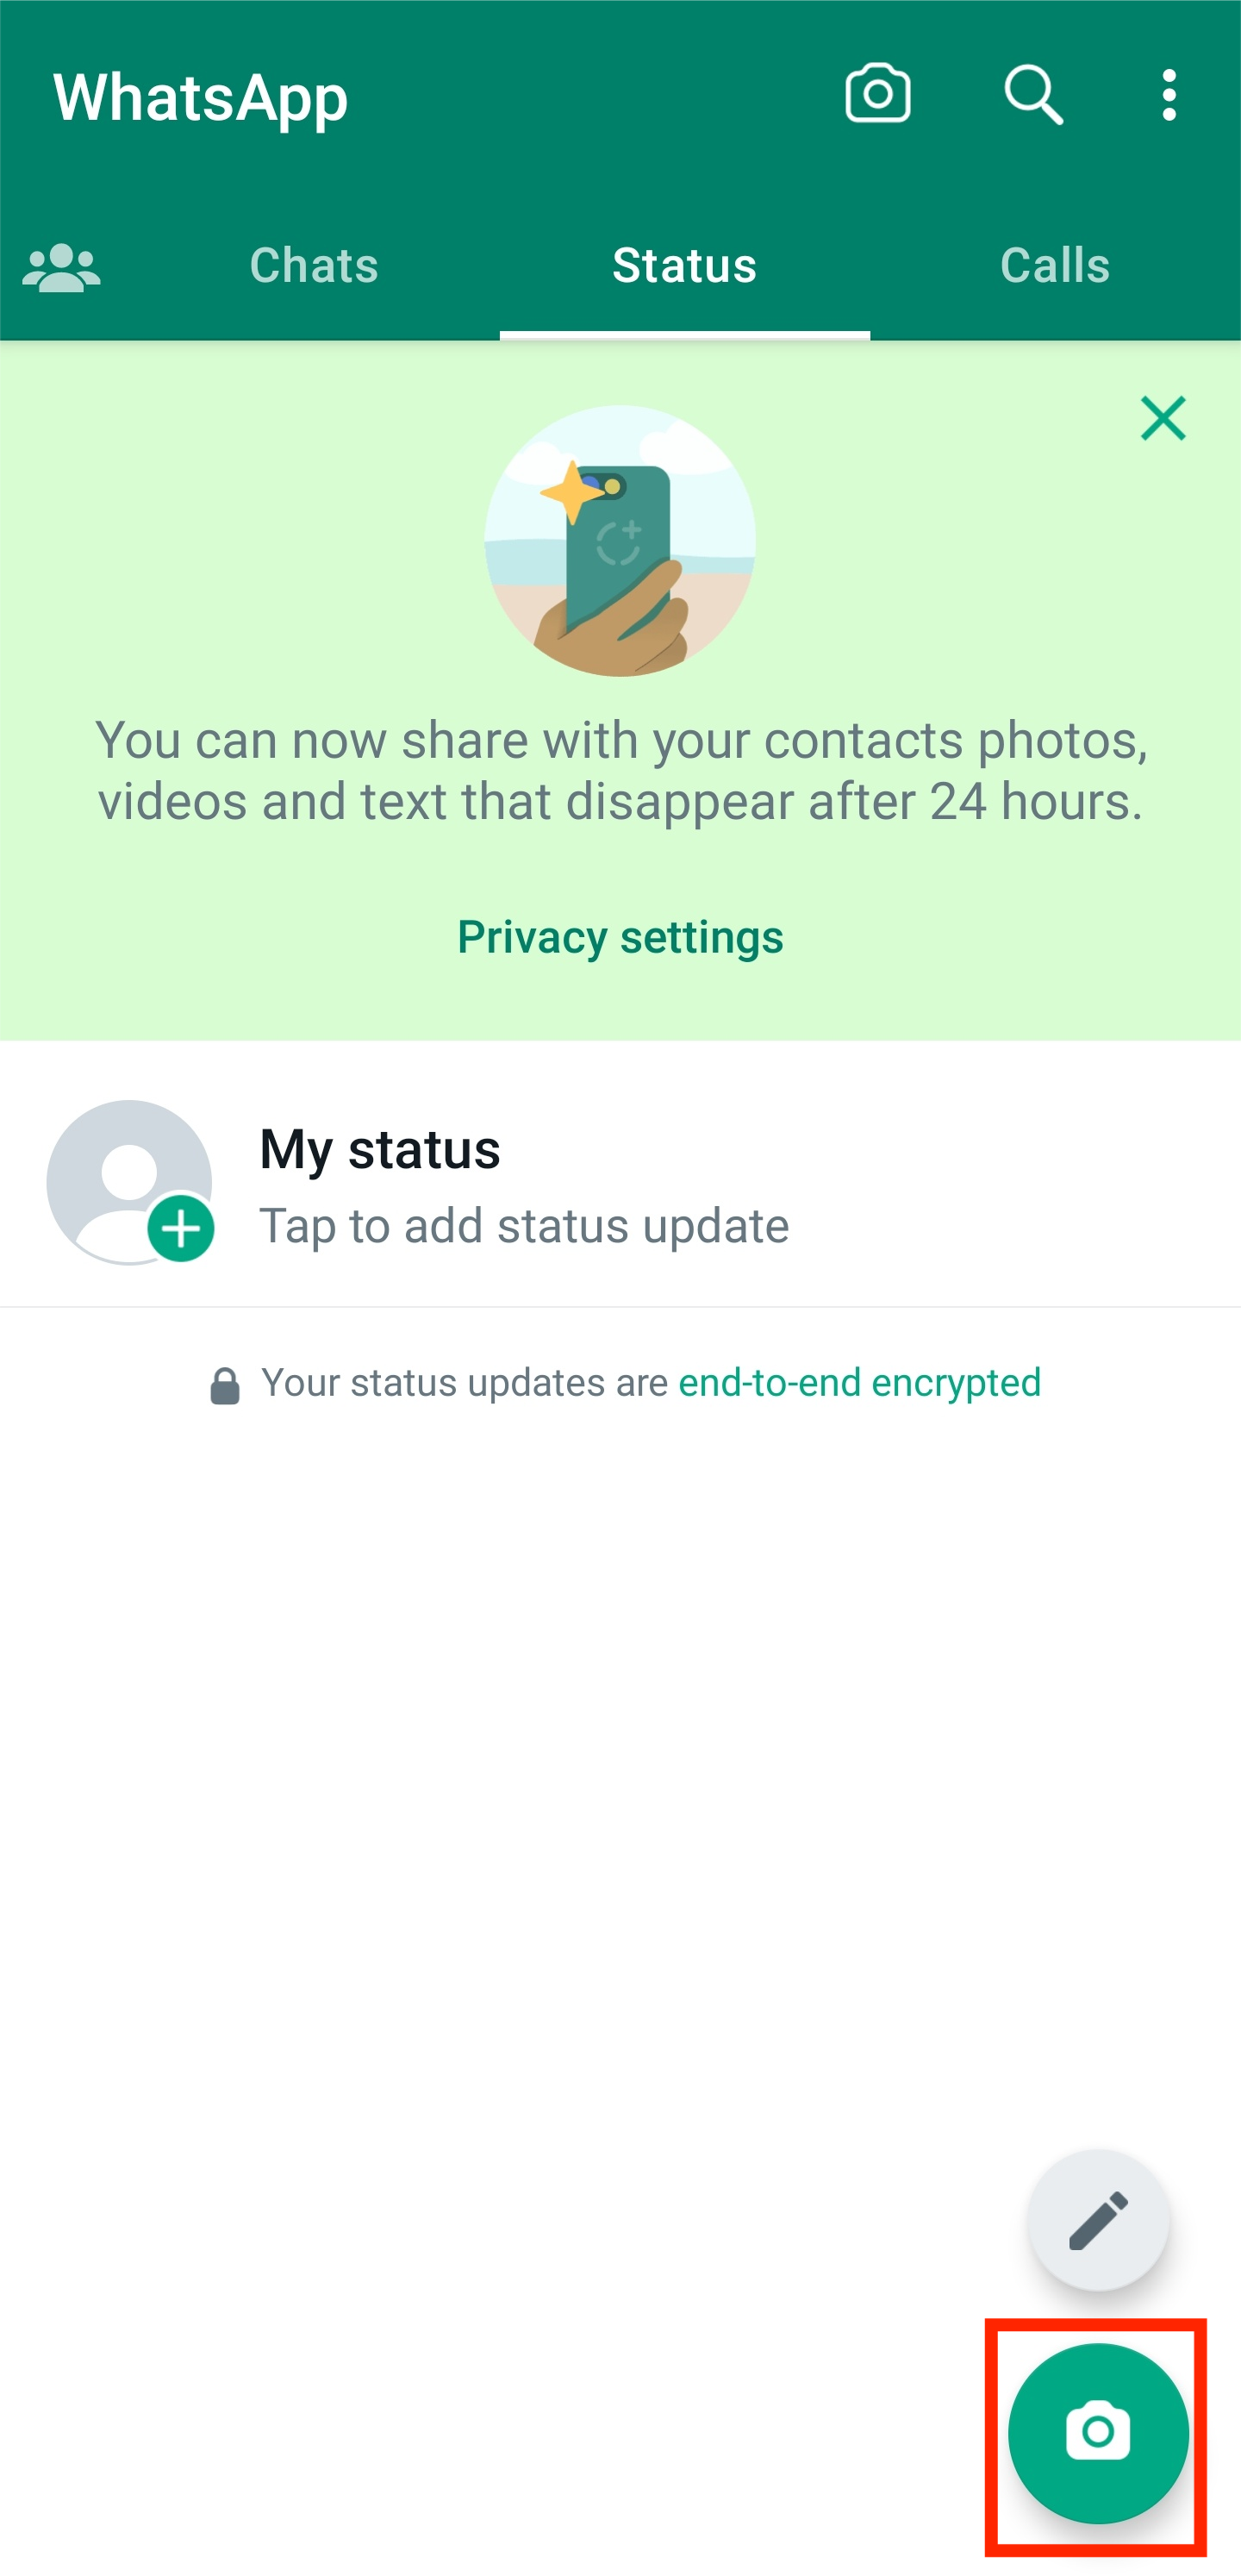 WhatsApp
Chats
Status
Calls
You can now share with your contacts photos,
videos and text that disappear after 24 hours.
Privacy settings
My status
Tap to add status update
Your status updates are end-to-end encrypted